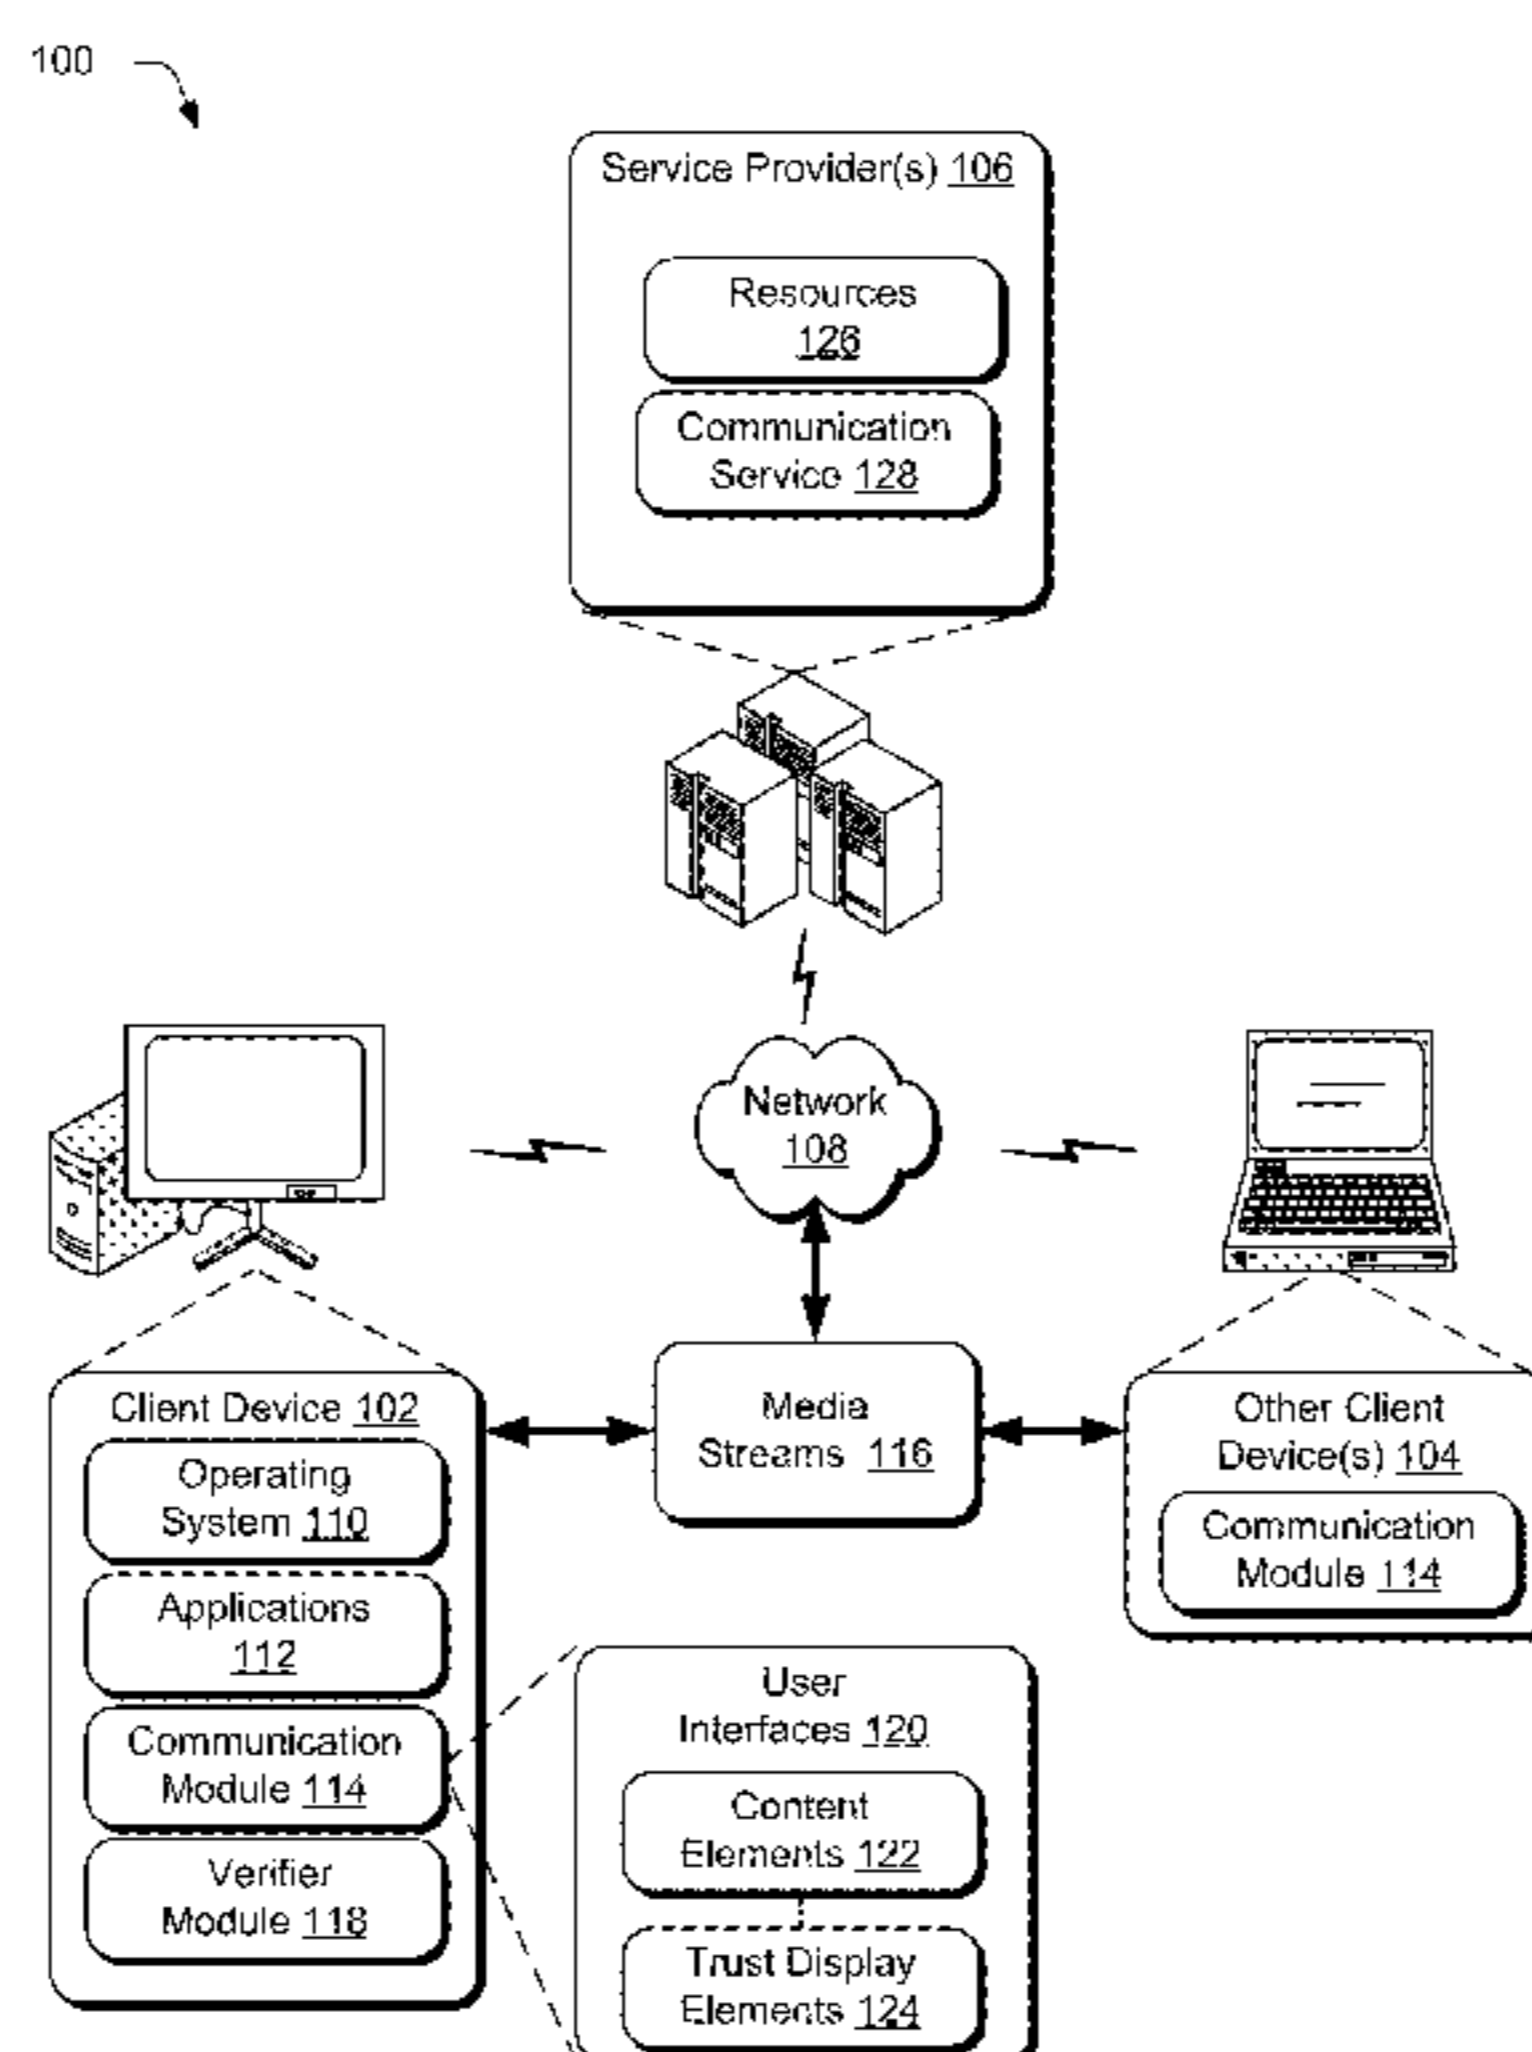 100
Service Provider(s) 106
Resources
126
Communication
Service 128
Network
108
Client Device 102
Operating
System 110
Applications
112
Communication
Module 114
Verifier
Module 118
Media
Streams 116
Other Client
Device(s) 104
Communication
Module 114
User
Interfaces 120
Content
Elements 122
Trust Display
Elements 124